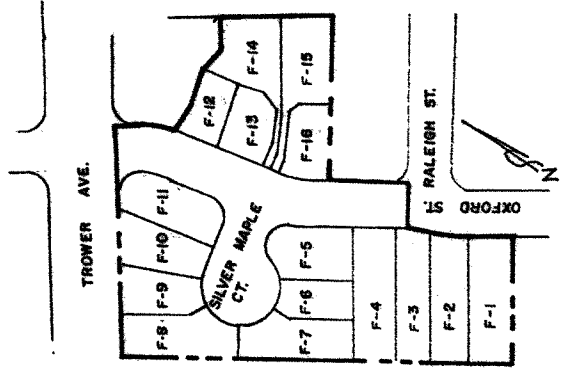 TROWER AVE.
F-14
F-15
F-12
F-13
F-16
RALEIGH ST.
OXFORD ST.
N
F-11
F-10
F-9
F-8
SILVER MAPLE
CT.
F-5
F-6
F-7
F-4
F-3
F-2
F-1